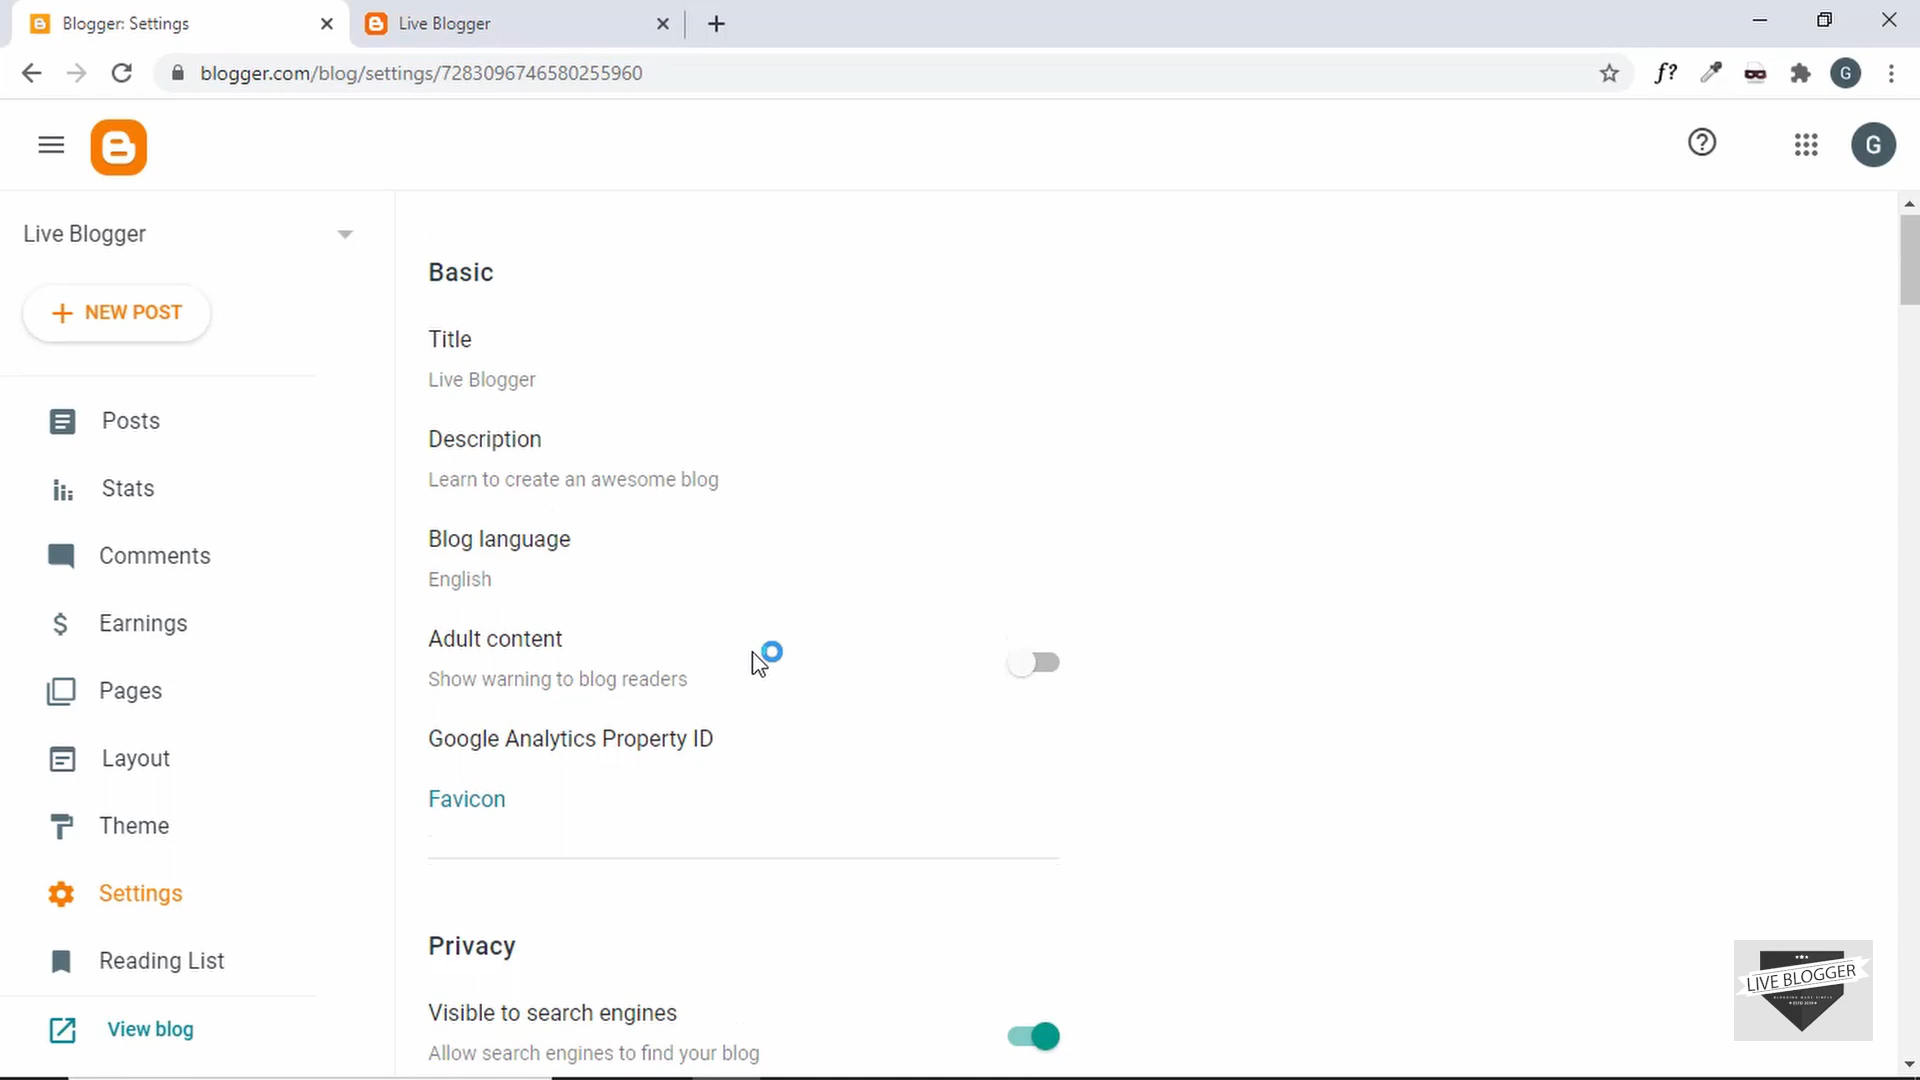 Blogger: Settings
Live Blogger
blogger.com/blog/settings/7283096746580255960
f?
G
G
Live Blogger
NEW POST
Posts
Stats
Comments
Earnings
Pages
Layout
Theme
Settings
Reading List
View blog
Basic
Title
Live Blogger
Description
Learn to create an awesome blog
Blog language
English
Adult content
Show warning to blog readers
Google Analytics Property ID
Favicon
Privacy
Visible to search engines
Allow search engines to find your blog
LIVE BLOGGER